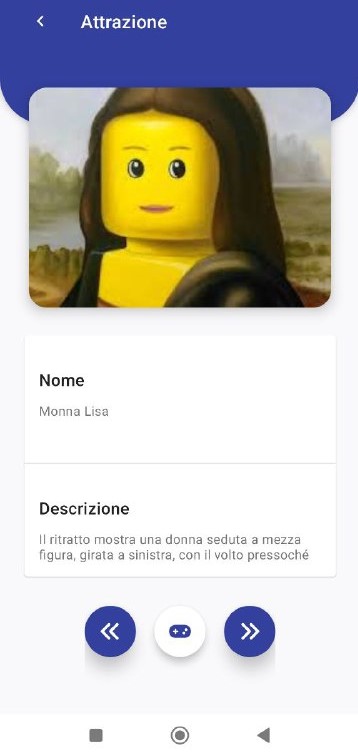 Attrazione
Nome
Monna Lisa
Descrizione
Il ritratto mostra una donna seduta a mezza
figura, girata a sinistra, con il volto pressoché